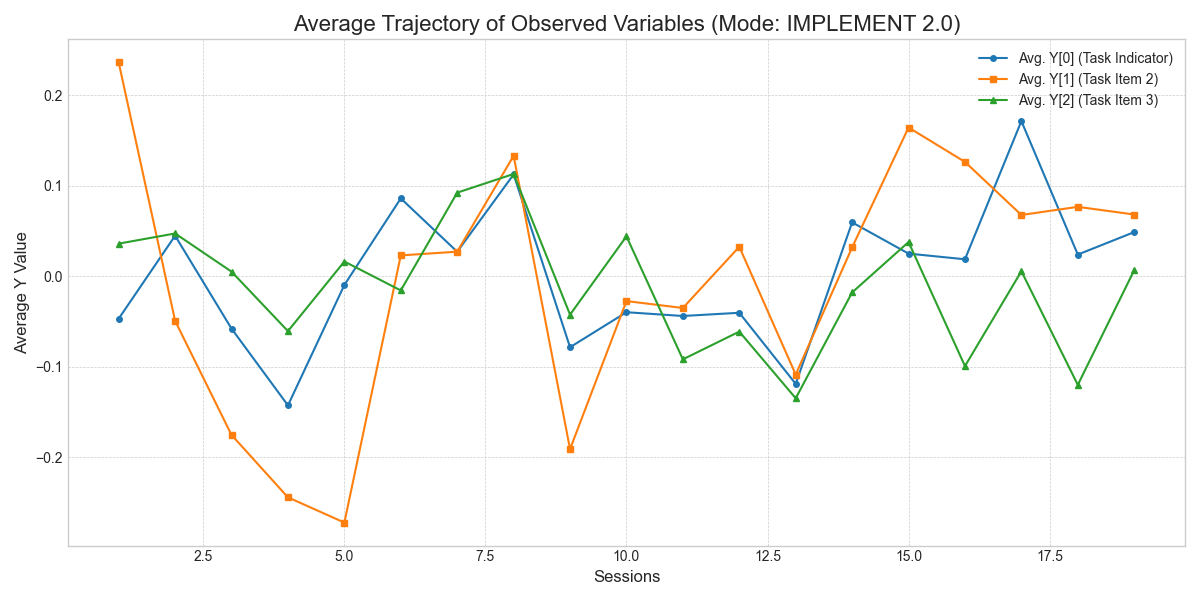 Average Trajectory of Observed Variables (Mode: IMPLEMENT 2.0)
Avg. Y[0] (Task Indicator)
Avg. Y[1] (Task Item 2)
Avg. Y[2] (Task Item 3)
Average Y Value
0.2
0.1
0.0
−0.1
−0.2
2.5 5.0 7.5 10.0 12.5 15.0 17.5
Sessions